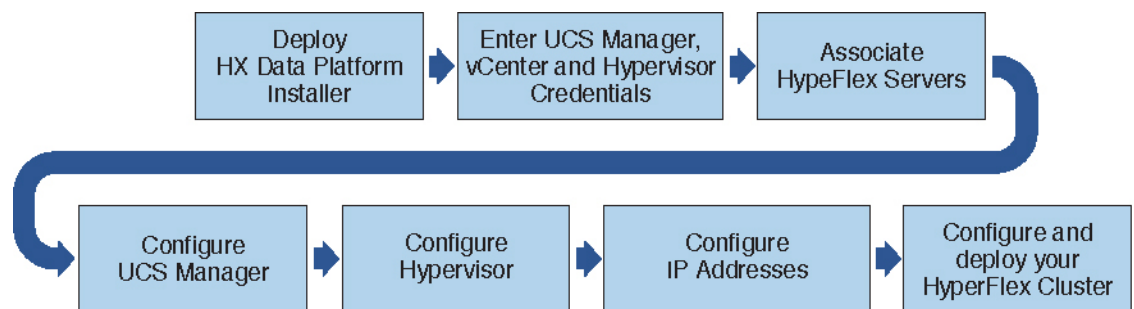 Deploy
HX Data Platform
Installer
Enter UCS Manager,
vCenter and Hypervisor
Credentials
Associate
HypeFlex Servers
Configure
UCS Manager
Configure
Hypervisor
Configure
IP Addresses
Configure and
deploy your
HyperFlex Cluster